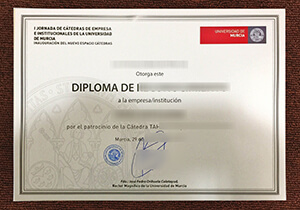 I JORNADA DE CÁTEDRAS DE EMPRESA
E INSTITUCIONALES DE LA UNIVERSIDAD
DE MURCIA
INAUGURACIÓN DEL NUEVO ESPACIO CÁTEDRAS
UNIVERSIDAD DE
MURCIA
Otorga este
DIPLOMA DE
a la empresa/institución
por el patrocinio de la Cátedra
Murcia, 29 de
Fdo.: José Pedro Orihuela Calatayud
Rector Magnífico de la Universidad de Murcia